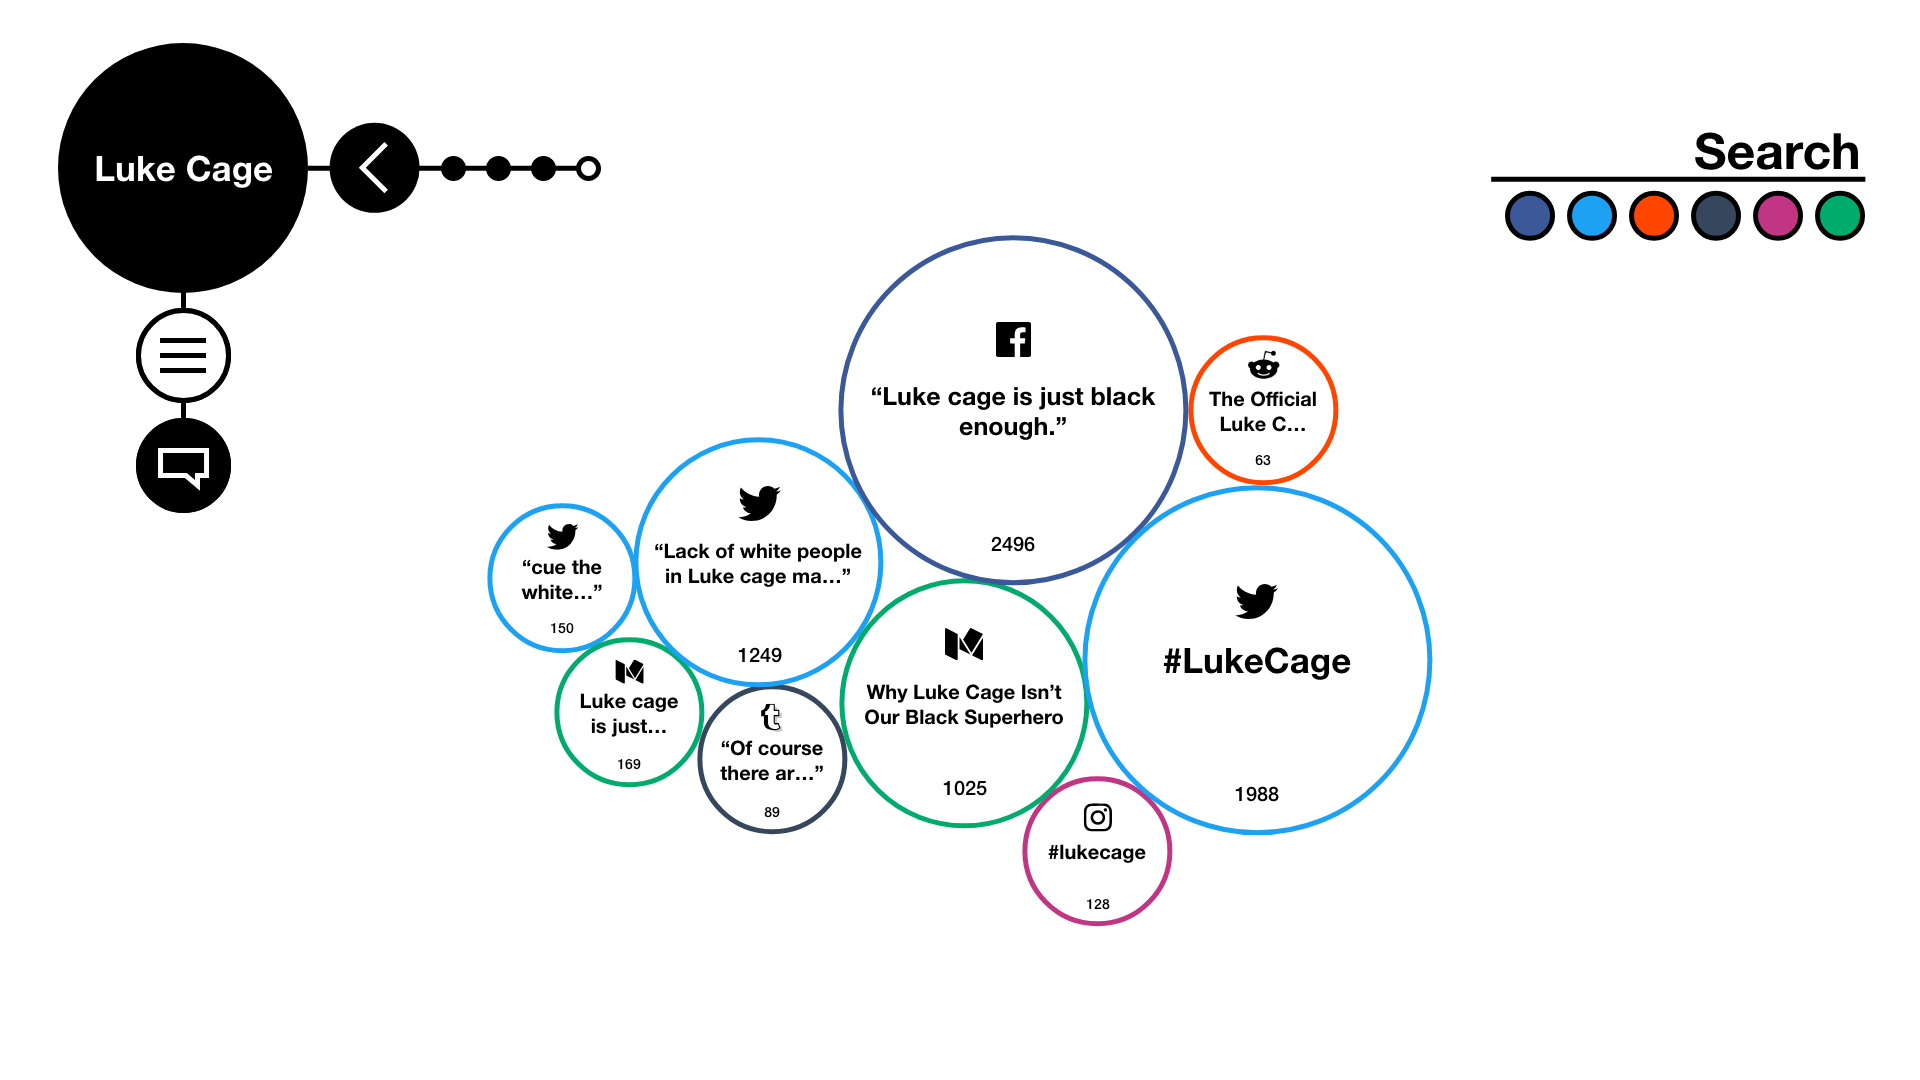 Luke Cage
Search
“Luke cage is just black
enough.”
2496
The Official
Luke C...
63
“Lack of white people
in Luke cage ma...”
1249
“cue the
white...”
150
#LukeCage
1988
Why Luke Cage Isn’t
Our Black Superhero
1025
Luke cage
is just...
169
“Of course
there ar...”
89
#lukecage
128